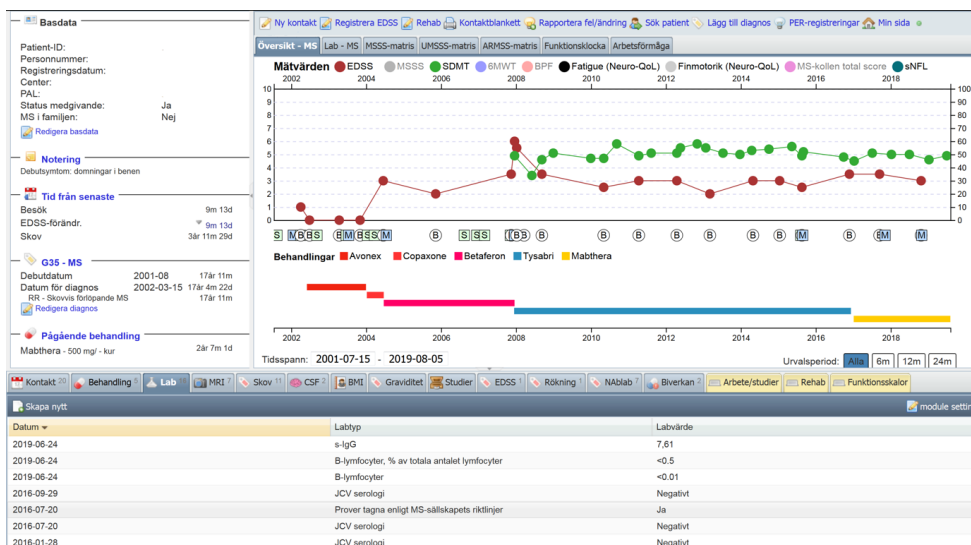 Basdata
Patient-ID:
Personnummer:
Registreringsdatum:
Center:
PAL:
Status medgivande: Ja
MS i familjen: Nej
Redigera basdata
Notering
Debutsymtom: domningar i benen
Tid från senaste
Besök 9m 13d
EDSS-förändr. 9m 13d
Skov 3år 11m 29d
G35 - MS
Debutdatum 2001-08 17år 11m
Datum för diagnos 2002-03-15 17år 4m 22d
RR - Skovvis förlöpande MS 17år 11m
Redigera diagnos
Pågående behandling
Mabthera - 500 mg/ - kur 2år 7m 1d
Ny kontakt Registrera EDSS Rehab Kontaktblankett Rapportera fel/ändring Sök patient Lägg till diagnos PER-registreringar Min sida
Översikt - MS Lab - MS MSSS-matris UMSSS-matris ARMSS-matris Funktionsklocka Arbetsförmåga
Mätvärden EDSS MSSS SDMT 6MWT BPF Fatigue (Neuro-QoL) Finmotorik (Neuro-QoL) MS-kollen total score sNFL
2002 2004 2006 2008 2010 2012 2014 2016 2018
10 100
9 90
8 80
7 70
6 60
5 50
4 40
3 30
2 20
1 10
0 0
S M B B S B M B S S M S S S B B B B B B B B B B M B M M
Behandlingar Avonex Copaxone Betaferon Tysabri Mabthera
2002 2004 2006 2008 2010 2012 2014 2016 2018
Tidsspann: 2001-07-15 - 2019-08-05 Urvalsperiod: Alla 6m 12m 24m
Kontakt 20 Behandling 5 Lab MRI 7 Skov 11 CSF 2 BMI Graviditet Studier EDSS 1 Rökning 1 NAblab 7 Biverkan 2 Arbete/studier Rehab Funktionsskalor
Skapa nytt module settin
Datum Labtyp Labvärde
2019-06-24 s-IgG 7,61
2019-06-24 B-lymfocyter, % av totala antalet lymfocyter <0.5
2019-06-24 B-lymfocyter <0.01
2016-09-29 JCV serologi Negativt
2016-07-20 Prover tagna enligt MS-sällskapets riktlinjer Ja
2016-07-20 JCV serologi Negativt
2016-01-28 JCV serologi Negativt